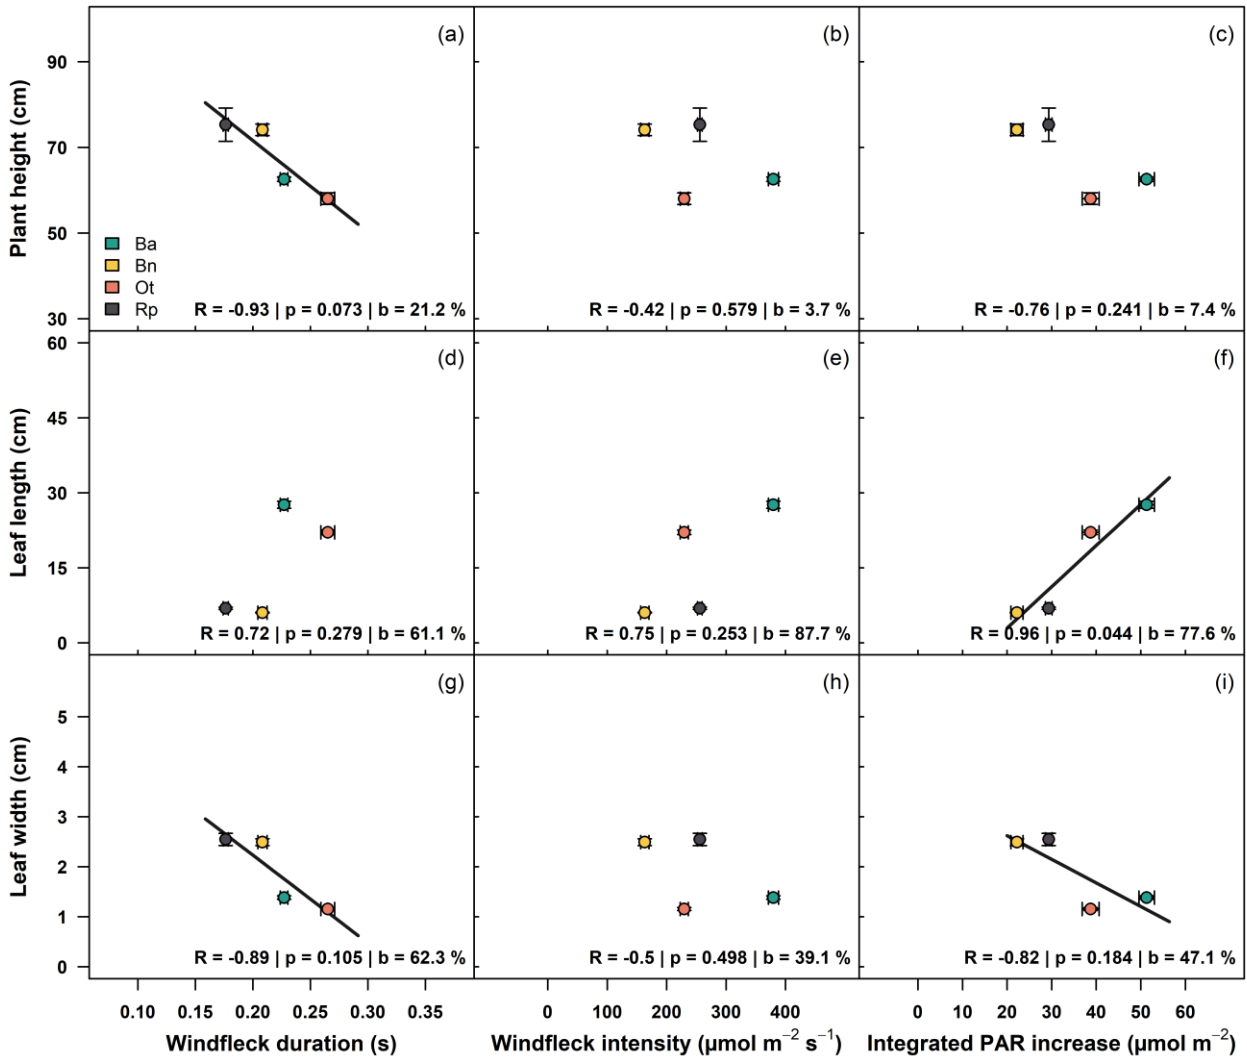 (a)
(b)
(c)
Plant height (cm)
90
70
50
30
Ba
Bn
Ot
Rp
R = -0.93 | p = 0.073 | b = 21.2 %
R = -0.42 | p = 0.579 | b = 3.7 %
R = -0.76 | p = 0.241 | b = 7.4 %
(d)
(e)
(f)
Leaf length (cm)
60
45
30
15
0
R = 0.72 | p = 0.279 | b = 61.1 %
R = 0.75 | p = 0.253 | b = 87.7 %
R = 0.96 | p = 0.044 | b = 77.6 %
(g)
(h)
(i)
Leaf width (cm)
5
4
3
2
1
0
R = -0.89 | p = 0.105 | b = 62.3 %
R = -0.5 | p = 0.498 | b = 39.1 %
R = -0.82 | p = 0.184 | b = 47.1 %
0.10 0.15 0.20 0.25 0.30 0.35
0 100 200 300 400
0 10 20 30 40 50 60
Windfleck duration (s)
Windfleck intensity (µmol m⁻² s⁻¹)
Integrated PAR increase (µmol m⁻²)